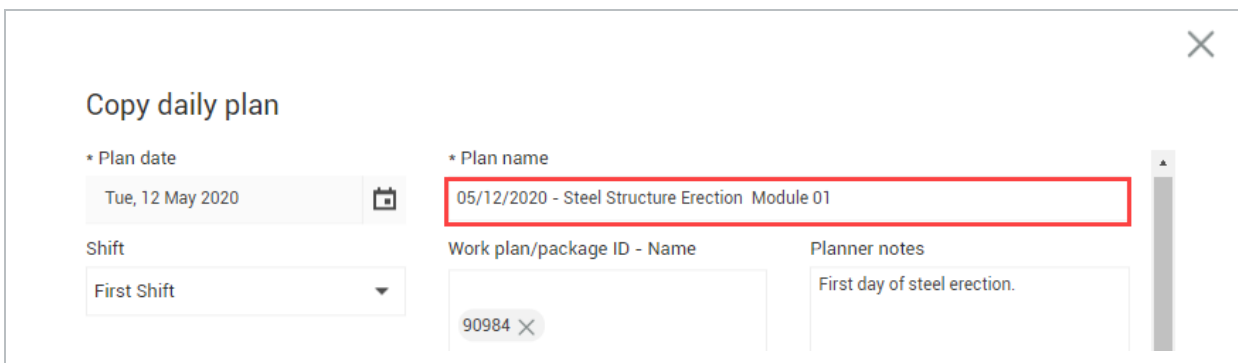 Copy daily plan
* Plan date
* Plan name
Tue, 12 May 2020
05/12/2020 - Steel Structure Erection  Module 01
Shift
Work plan/package ID - Name
Planner notes
First Shift
First day of steel erection.
90984